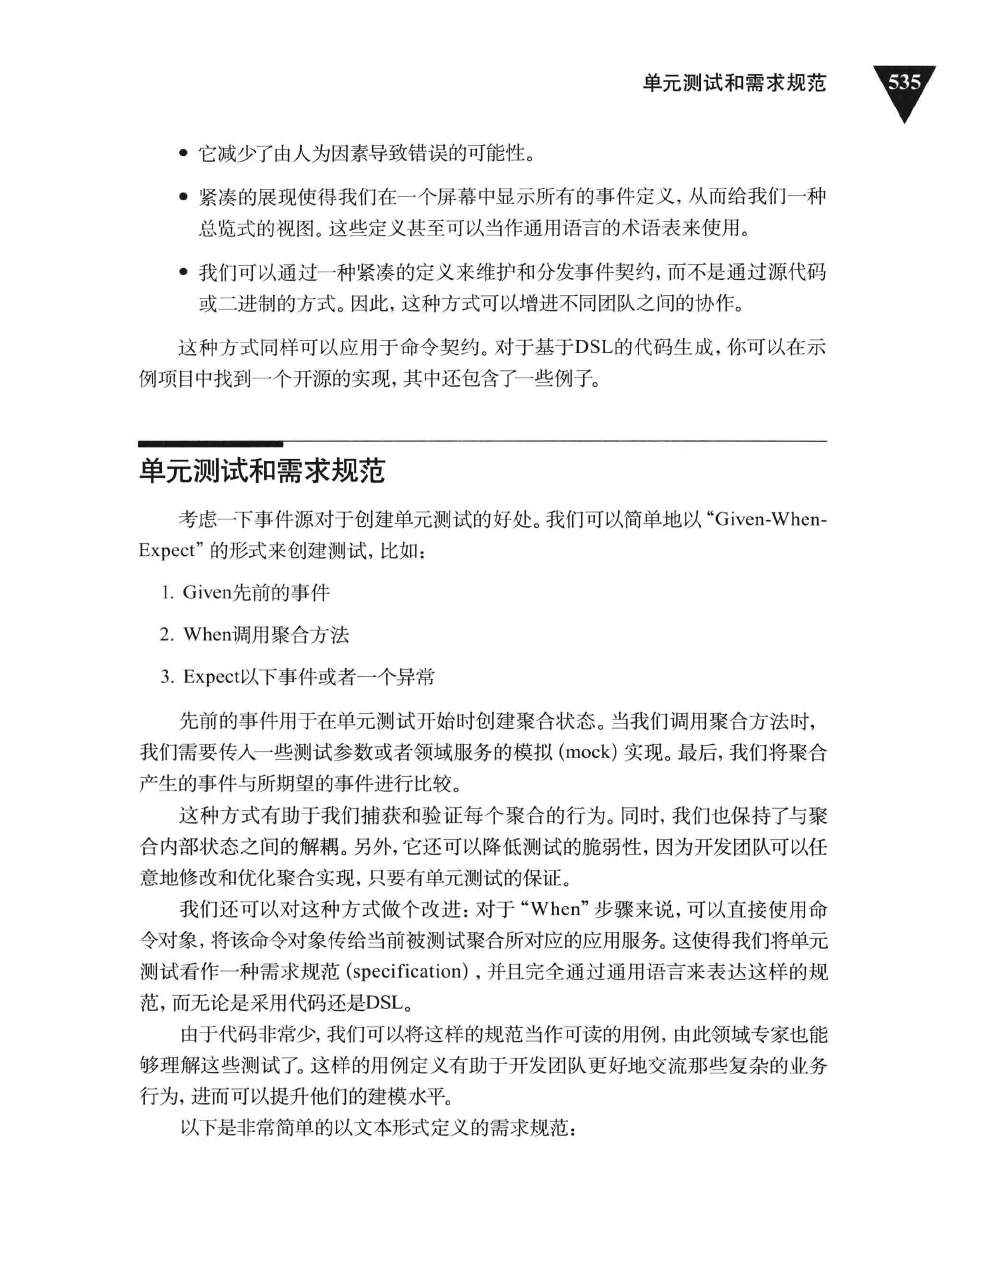 单元测试和需求规范 535
• 它减少了由人为因素导致错误的可能性。
• 紧凑的展现使得我们在一个屏幕中显示所有的事件定义，从而给我们一种
总览式的视图。这些定义甚至可以当作通用语言的术语表来使用。
• 我们可以通过一种紧凑的定义来维护和分发事件契约，而不是通过源代码
或二进制的方式。因此，这种方式可以增进不同团队之间的协作。
这种方式同样可以应用于命令契约。对于基于DSL的代码生成，你可以在示
例项目中找到一个开源的实现，其中还包含了一些例子。
单元测试和需求规范
考虑一下事件源对于创建单元测试的好处。我们可以简单地以“Given-When-
Expect”的形式来创建测试，比如：
1. Given先前的事件
2. When调用聚合方法
3. Expect以下事件或者一个异常
先前的事件用于在单元测试开始时创建聚合状态。当我们调用聚合方法时，
我们需要传入一些测试参数或者领域服务的模拟（mock）实现。最后，我们将聚合
产生的事件与所期望的事件进行比较。
这种方式有助于我们捕获和验证每个聚合的行为。同时，我们也保持了与聚
合内部状态之间的解耦。另外，它还可以降低测试的脆弱性，因为开发团队可以任
意地修改和优化聚合实现，只要有单元测试的保证。
我们还可以对这种方式做个改进：对于“When”步骤来说，可以直接使用命
令对象，将该命令对象传给当前被测试聚合所对应的应用服务。这使得我们将单元
测试看作一种需求规范（specification），并且完全通过通用语言来表达这样的规
范，而无论是采用代码还是DSL。
由于代码非常少，我们可以将这样的规范当作可读的用例，由此领域专家也能
够理解这些测试了。这样的用例定义有助于开发团队更好地交流那些复杂的业务
行为，进而可以提升他们的建模水平。
以下是非常简单的以文本形式定义的需求规范：